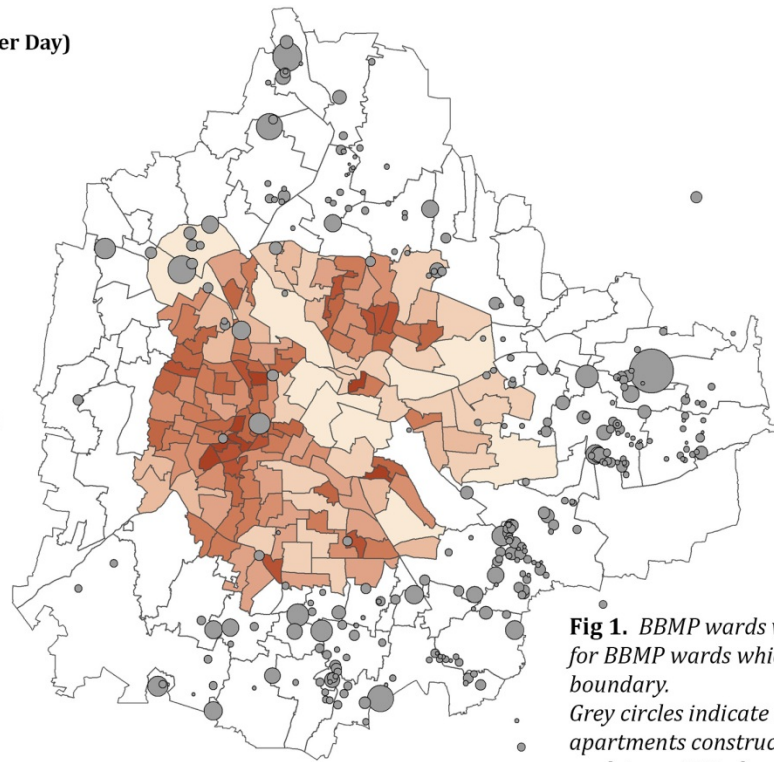 er Day)
Fig 1. BBMP wards v
for BBMP wards whic
boundary.
Grey circles indicate
apartments construc